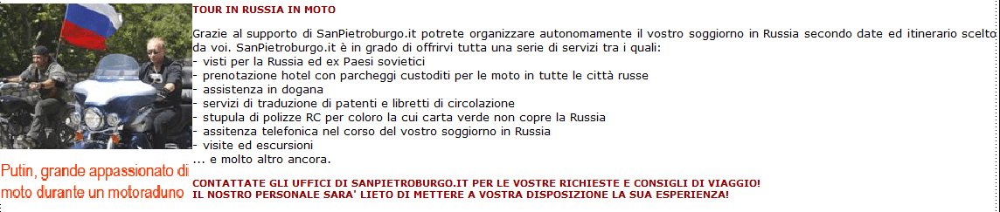 TOUR IN RUSSIA IN MOTO
Grazie al supporto di SanPietroburgo.it potrete organizzare autonomamente il vostro soggiorno in Russia secondo date ed itinerario scelto
da voi. SanPietroburgo.it è in grado di offrirvi tutta una serie di servizi tra i quali:
- visti per la Russia ed ex Paesi sovietici
- prenotazione hotel con parcheggi custoditi per le moto in tutte le città russe
- assistenza in dogana
- servizi di traduzione di patenti e libretti di circolazione
- stupula di polizze RC per coloro la cui carta verde non copre la Russia
- assitenza telefonica nel corso del vostro soggiorno in Russia
- visite ed escursioni
... e molto altro ancora.
CONTATTATE GLI UFFICI DI SANPIETROBURGO.IT PER LE VOSTRE RICHIESTE E CONSIGLI DI VIAGGIO!
IL NOSTRO PERSONALE SARA' LIETO DI METTERE A VOSTRA DISPOSIZIONE LA SUA ESPERIENZA!
Putin, grande appassionato di
moto durante un motoraduno